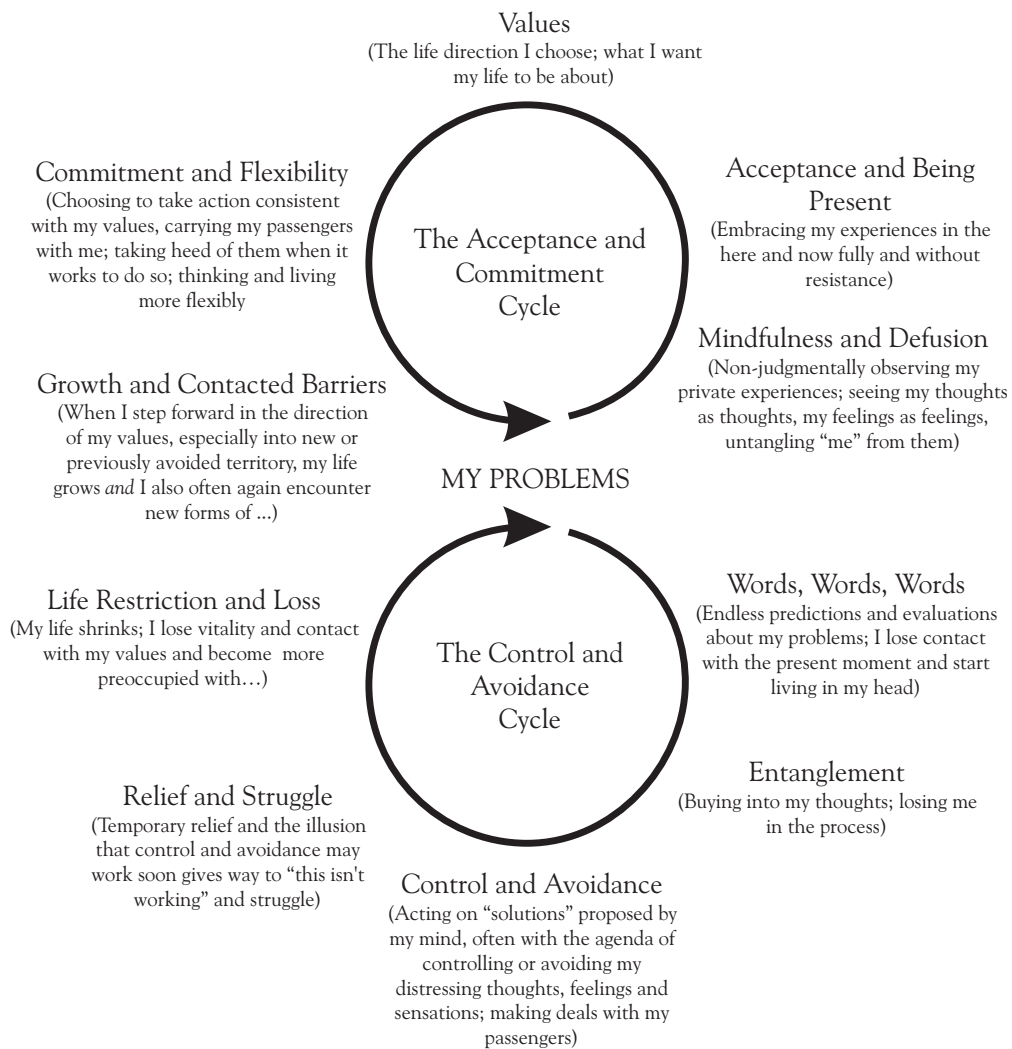 Values
(The life direction I choose; what I want
my life to be about)
Commitment and Flexibility
(Choosing to take action consistent
with my values, carrying my passengers
with me; taking heed of them when it
works to do so; thinking and living
more flexibly
The Acceptance and
Commitment
Cycle
Acceptance and Being
Present
(Embracing my experiences in the
here and now fully and without
resistance)
Mindfulness and Defusion
(Non-judgmentally observing my
private experiences; seeing my thoughts
as thoughts, my feelings as feelings,
untangling “me” from them)
Growth and Contacted Barriers
(When I step forward in the direction
of my values, especially into new or
previously avoided territory, my life
grows and I also often again encounter
new forms of ...)
MY PROBLEMS
Words, Words, Words
(Endless predictions and evaluations
about my problems; I lose contact
with the present moment and start
living in my head)
Life Restriction and Loss
(My life shrinks; I lose vitality and contact
with my values and become more
preoccupied with…)
The Control and
Avoidance
Cycle
Entanglement
(Buying into my thoughts; losing me
in the process)
Relief and Struggle
(Temporary relief and the illusion
that control and avoidance may
work soon gives way to “this isn't
working” and struggle)
Control and Avoidance
(Acting on “solutions” proposed by
my mind, often with the agenda of
controlling or avoiding my
distressing thoughts, feelings and
sensations; making deals with my
passengers)